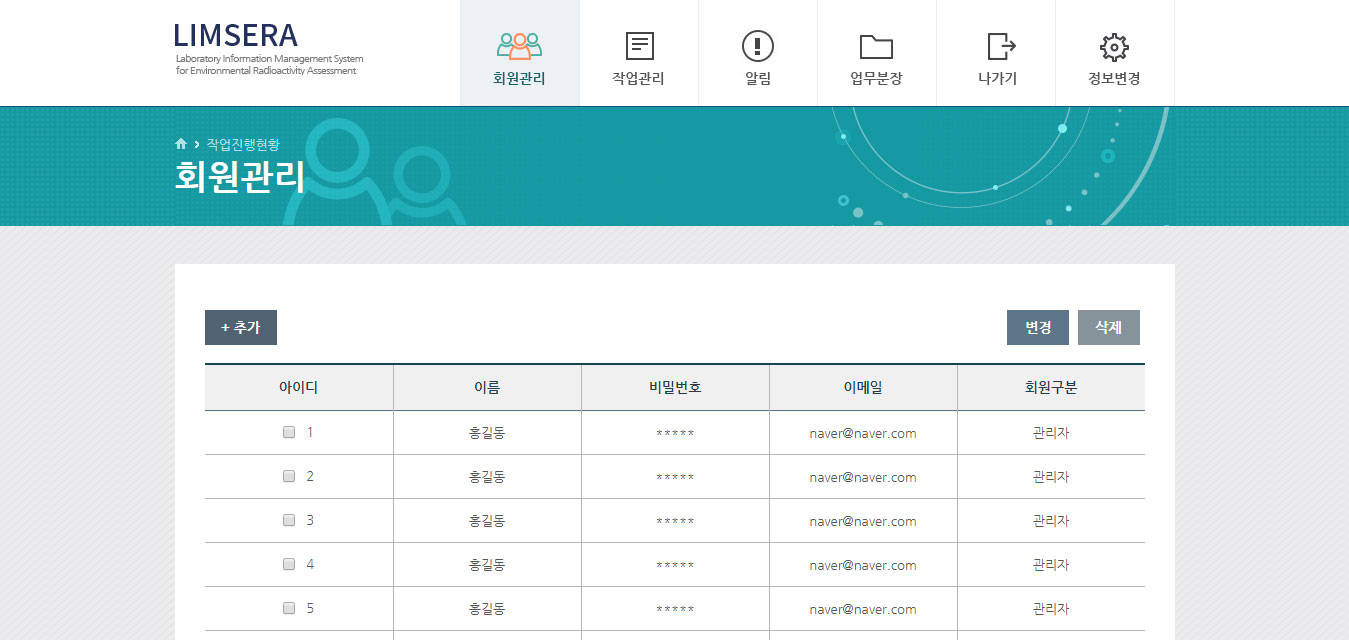 LIMSERA
Laboratory Information Management System
for Environmental Radioactivity Assessment
회원관리
작업관리
알림
업무분장
나가기
정보변경
작업진행현황
회원관리
+ 추가
변경
삭제
아이디 이름 비밀번호 이메일 회원구분
1 홍길동 ***** naver@naver.com 관리자
2 홍길동 ***** naver@naver.com 관리자
3 홍길동 ***** naver@naver.com 관리자
4 홍길동 ***** naver@naver.com 관리자
5 홍길동 ***** naver@naver.com 관리자